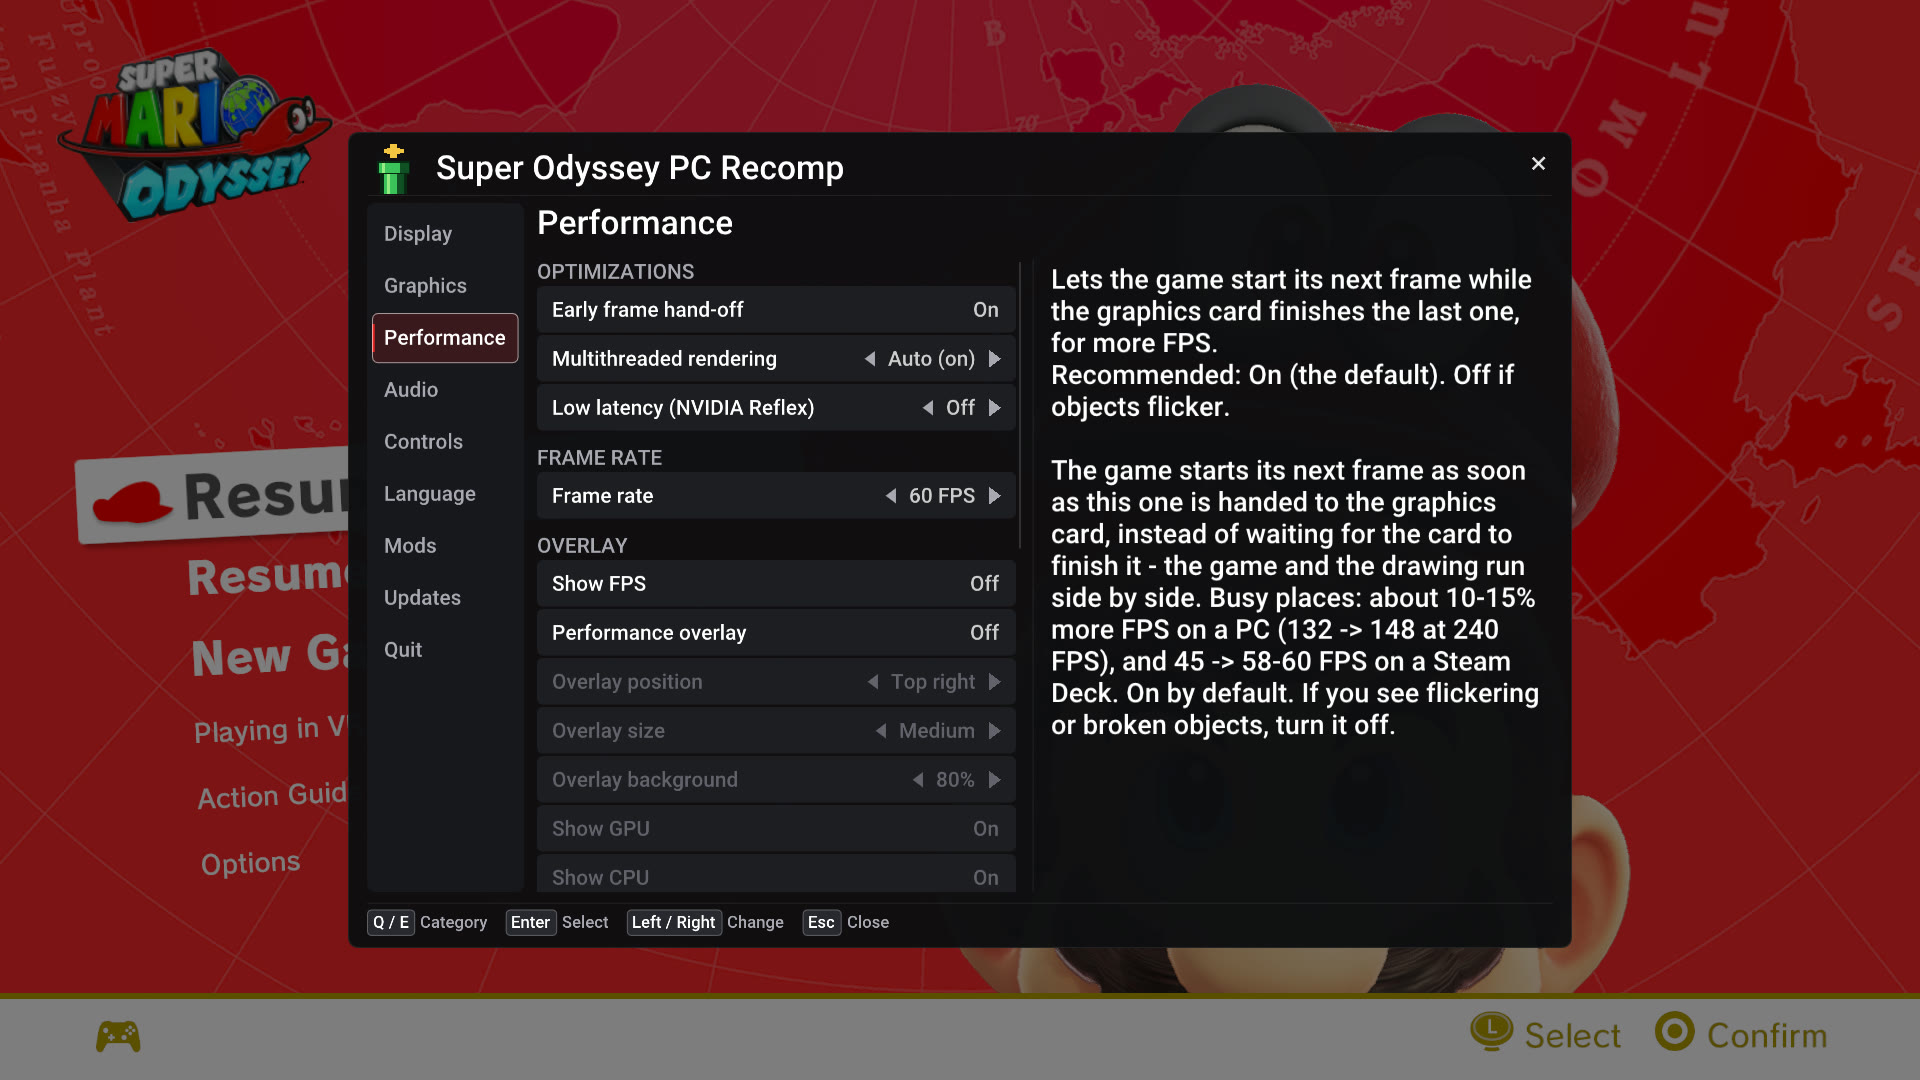 SUPER
MARIO
ODYSSEY
Super Odyssey PC Recomp
Display
Graphics
Performance
Audio
Controls
Language
Mods
Updates
Quit
Performance
OPTIMIZATIONS
Early frame hand-off On
Multithreaded rendering Auto (on)
Low latency (NVIDIA Reflex) Off
FRAME RATE
Frame rate 60 FPS
OVERLAY
Show FPS Off
Performance overlay Off
Overlay position Top right
Overlay size Medium
Overlay background 80%
Show GPU On
Show CPU On
Lets the game start its next frame while
the graphics card finishes the last one,
for more FPS.
Recommended: On (the default). Off if
objects flicker.
The game starts its next frame as soon
as this one is handed to the graphics
card, instead of waiting for the card to
finish it - the game and the drawing run
side by side. Busy places: about 10-15%
more FPS on a PC (132 -> 148 at 240
FPS), and 45 -> 58-60 FPS on a Steam
Deck. On by default. If you see flickering
or broken objects, turn it off.
Q / E Category Enter Select Left / Right Change Esc Close
Resum
Resume
New Ga
Playing in V
Action Guid
Options
L Select Confirm